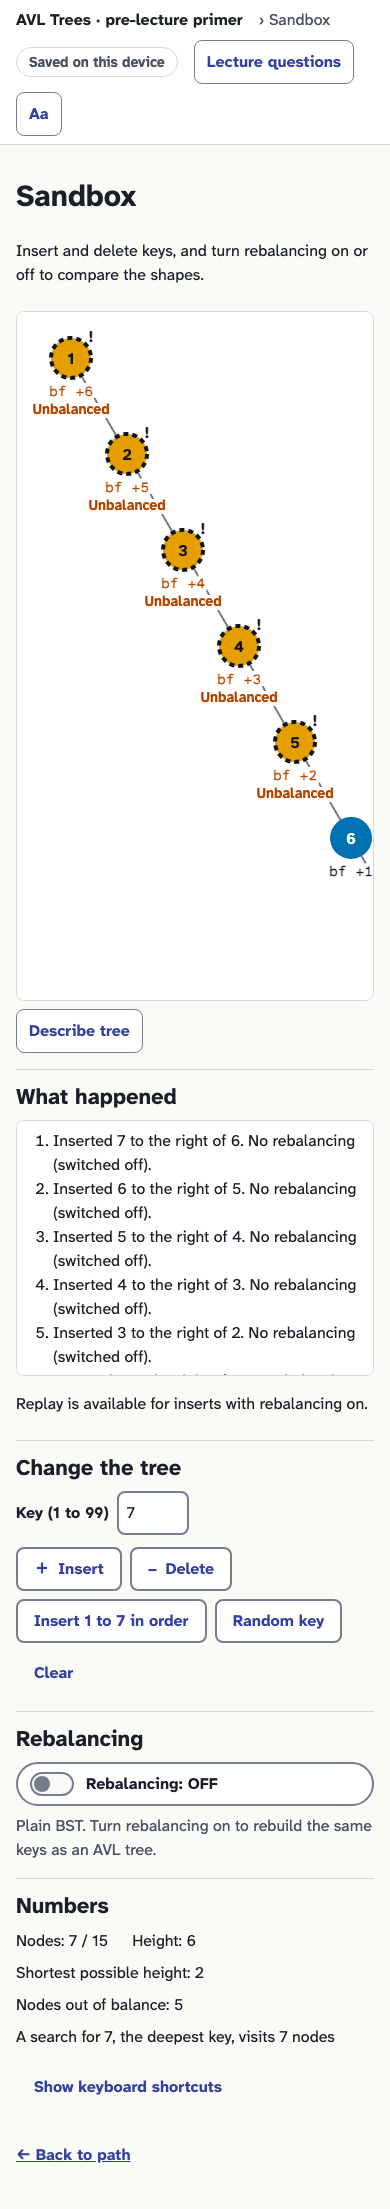 AVL Trees · pre-lecture primer › Sandbox
Saved on this device
Lecture questions
Aa
Sandbox
Insert and delete keys, and turn rebalancing on or
off to compare the shapes.
!
1
bf +6
Unbalanced
!
2
bf +5
Unbalanced
!
3
bf +4
Unbalanced
!
4
bf +3
Unbalanced
!
5
bf +2
Unbalanced
6
bf +1
Describe tree
What happened
1. Inserted 7 to the right of 6. No rebalancing
(switched off).
2. Inserted 6 to the right of 5. No rebalancing
(switched off).
3. Inserted 5 to the right of 4. No rebalancing
(switched off).
4. Inserted 4 to the right of 3. No rebalancing
(switched off).
5. Inserted 3 to the right of 2. No rebalancing
(switched off).
Replay is available for inserts with rebalancing on.
Change the tree
Key (1 to 99) 7
+ Insert
– Delete
Insert 1 to 7 in order
Random key
Clear
Rebalancing
Rebalancing: OFF
Plain BST. Turn rebalancing on to rebuild the same
keys as an AVL tree.
Numbers
Nodes: 7 / 15 Height: 6
Shortest possible height: 2
Nodes out of balance: 5
A search for 7, the deepest key, visits 7 nodes
Show keyboard shortcuts
← Back to path